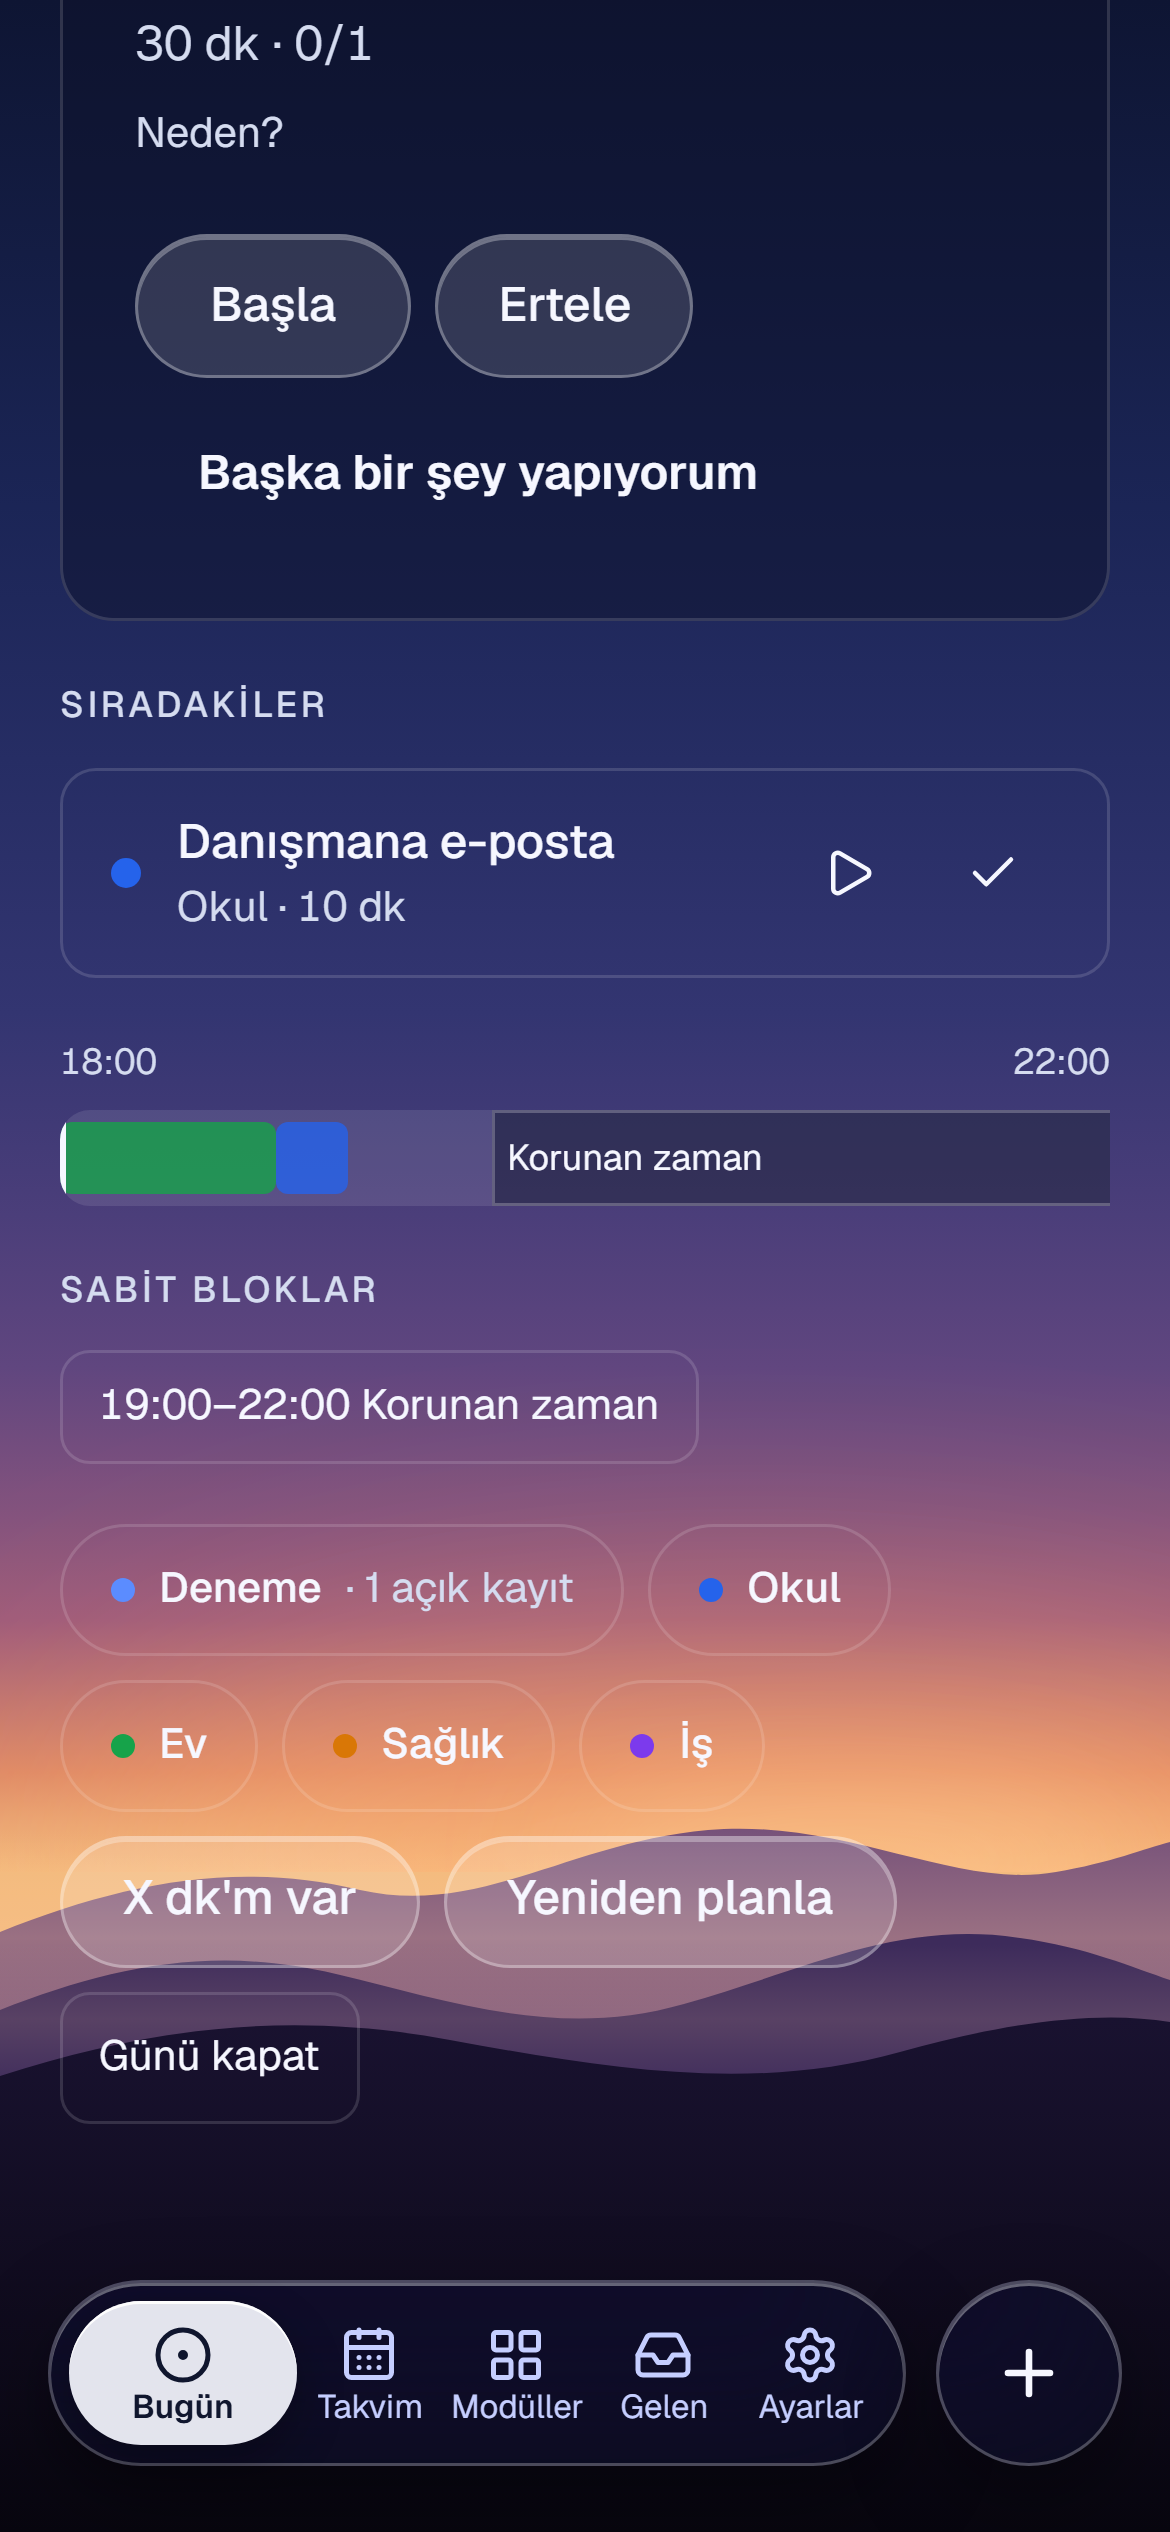 30 dk · 0/1
Neden?
Başla
Ertele
Başka bir şey yapıyorum
SIRADAKİLER
Danışmana e-posta
Okul · 10 dk
18:00
22:00
Korunan zaman
SABİT BLOKLAR
19:00–22:00 Korunan zaman
Deneme · 1 açık kayıt
Okul
Ev
Sağlık
İş
X dk'm var
Yeniden planla
Günü kapat
Bugün
Takvim
Modüller
Gelen
Ayarlar